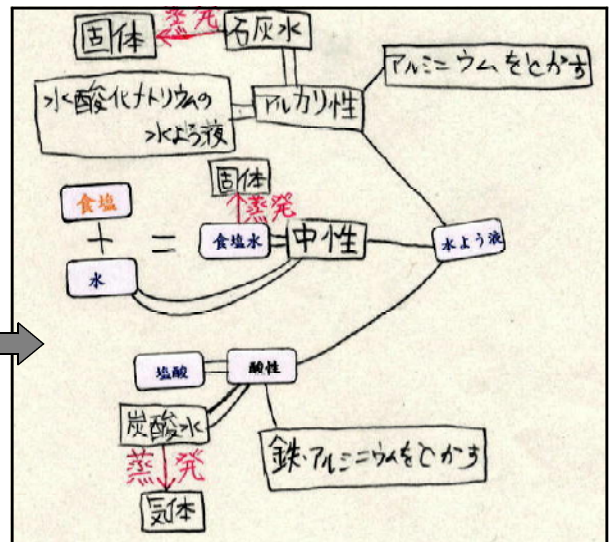 固体
蒸発
石灰水
アルミニウムをとかす
水酸化ナトリウムの
水よう液
アルカリ性
固体
蒸発
食塩
+
水
=
食塩水
中性
水よう液
塩酸
酸性
炭酸水
蒸発
気体
鉄・アルミニウムをとかす